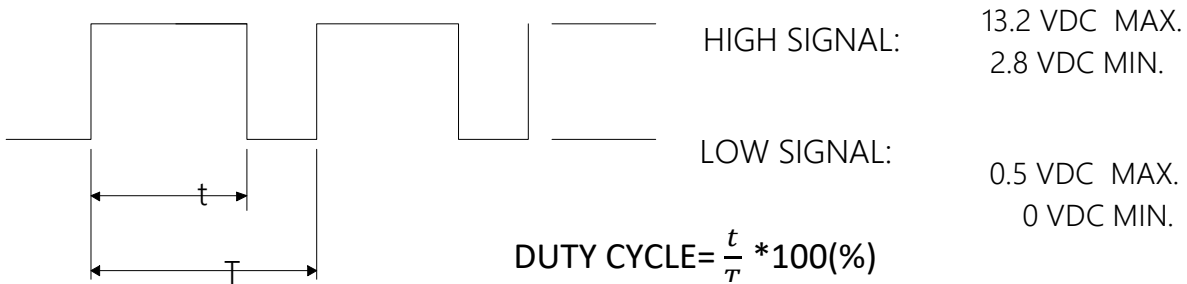 HIGH SIGNAL: 13.2 VDC MAX.
2.8 VDC MIN.
LOW SIGNAL:
0.5 VDC MAX.
0 VDC MIN.
t
T
DUTY CYCLE= t/T *100(%)